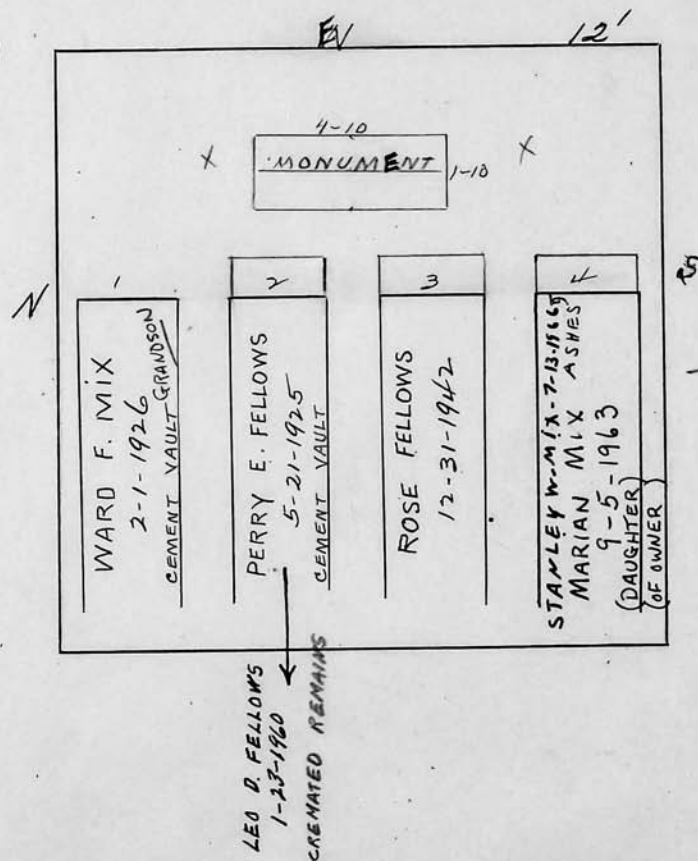 12'
4-10
MONUMENT
1-10
X
X
N
1
WARD F. MIX
2-1-1926
CEMENT VAULT GRANDSON
2
PERRY E. FELLOWS
5-21-1925
CEMENT VAULT
3
ROSE FELLOWS
12-31-1942
4
STANLEY W. MIX-7-13-1966
MARIAN MIX ASHES
9-5-1963
(DAUGHTER)
(OF OWNER)
LEO D. FELLOWS
1-23-1960
CREMATED REMAINS